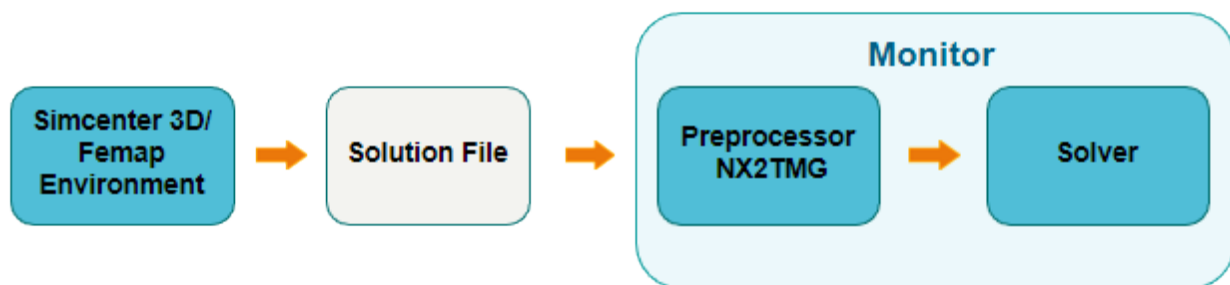 Monitor
Simcenter 3D/
Femap
Environment
Solution File
Preprocessor
NX2TMG
Solver